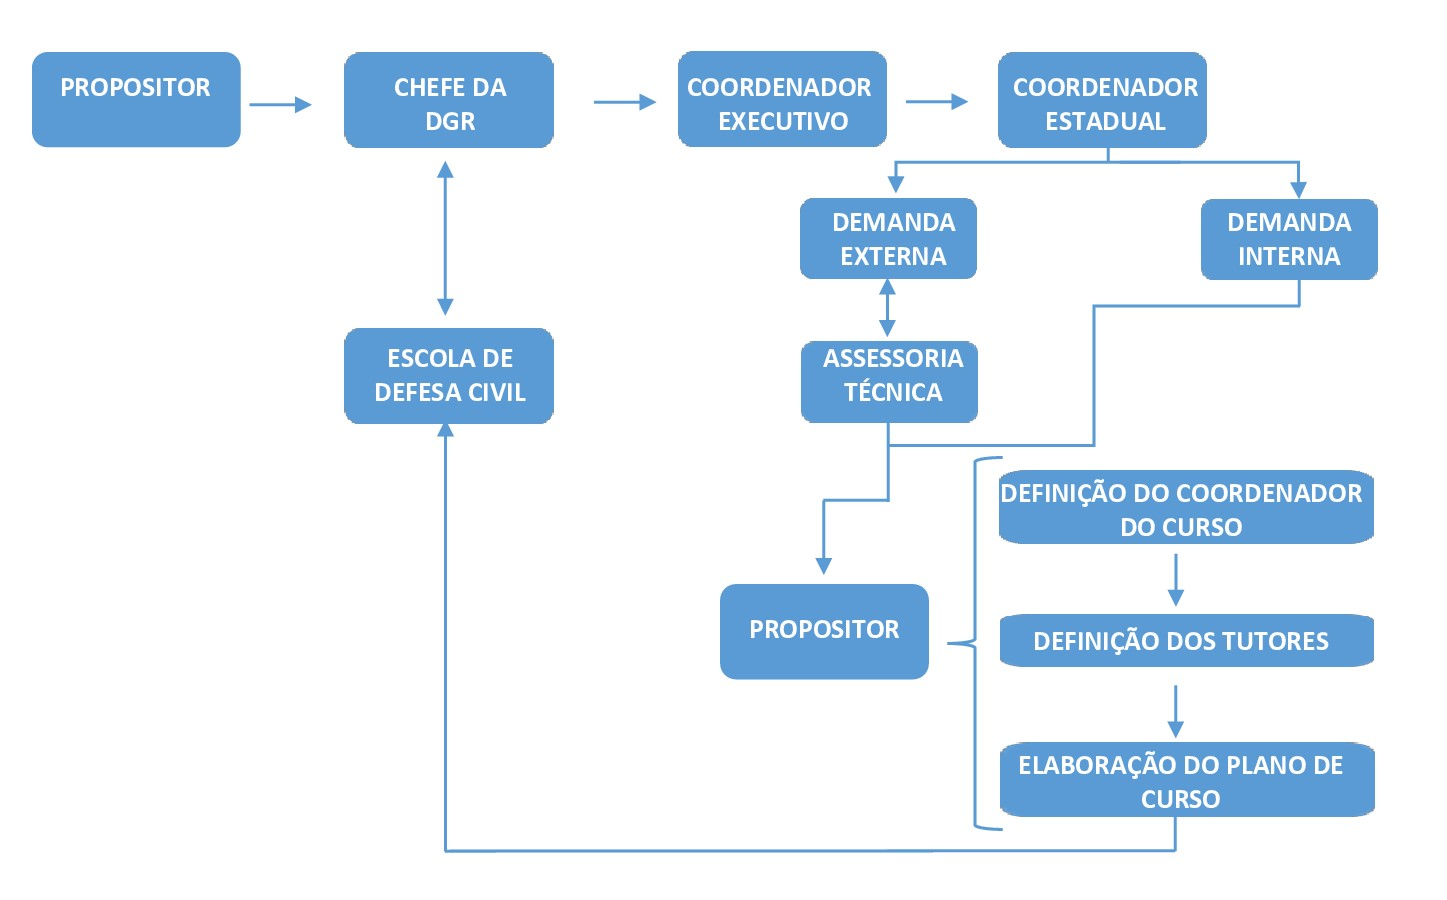 PROPOSITOR
CHEFE DA
DGR
COORDENADOR
EXECUTIVO
COORDENADOR
ESTADUAL
DEMANDA
EXTERNA
DEMANDA
INTERNA
ESCOLA DE
DEFESA CIVIL
ASSESSORIA
TÉCNICA
DEFINIÇÃO DO COORDENADOR
DO CURSO
PROPOSITOR
DEFINIÇÃO DOS TUTORES
ELABORAÇÃO DO PLANO DE
CURSO